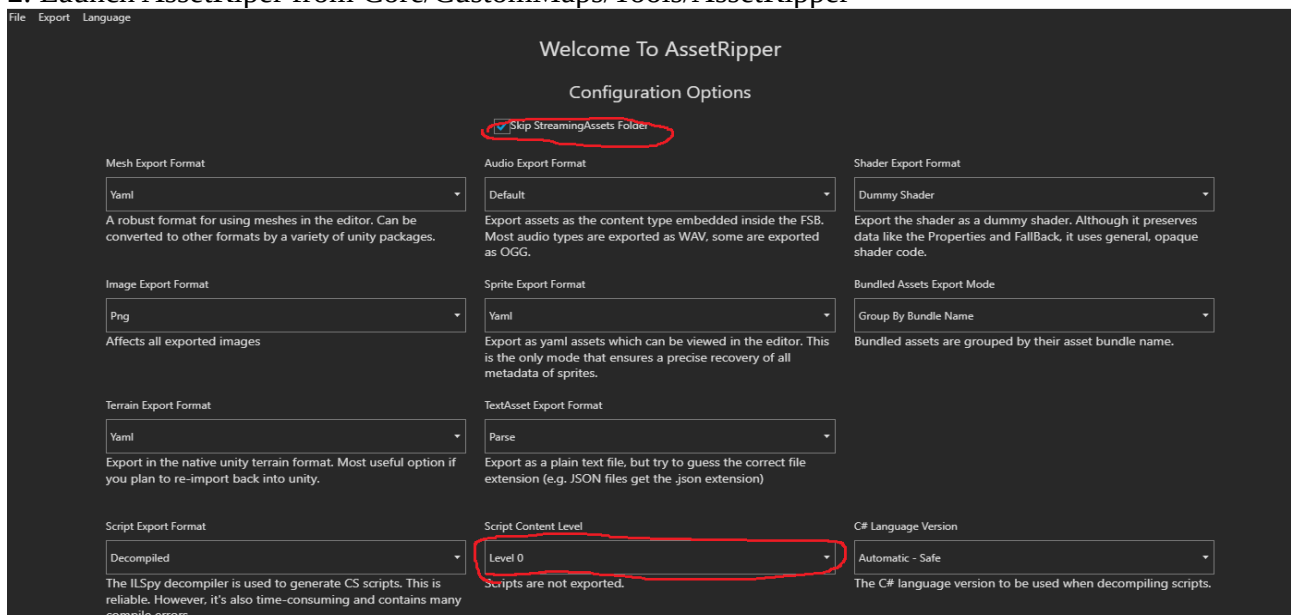 2. Launch AssetRiper from Core/CustomMaps/Tools/AssetRipper
File Export Language
Welcome To AssetRipper
Configuration Options
Skip StreamingAssets Folder
Mesh Export Format
Yaml
A robust format for using meshes in the editor. Can be
converted to other formats by a variety of unity packages.
Audio Export Format
Default
Export assets as the content type embedded inside the FSB.
Most audio types are exported as WAV, some are exported
as OGG.
Shader Export Format
Dummy Shader
Export the shader as a dummy shader. Although it preserves
data like the Properties and FallBack, it uses general, opaque
shader code.
Image Export Format
Png
Affects all exported images
Sprite Export Format
Yaml
Export as yaml assets which can be viewed in the editor. This
is the only mode that ensures a precise recovery of all
metadata of sprites.
Bundled Assets Export Mode
Group By Bundle Name
Bundled assets are grouped by their asset bundle name.
Terrain Export Format
Yaml
Export in the native unity terrain format. Most useful option if
you plan to re-import back into unity.
TextAsset Export Format
Parse
Export as a plain text file, but try to guess the correct file
extension (e.g. JSON files get the .json extension)
Script Export Format
Decompiled
The ILSpy decompiler is used to generate CS scripts. This is
reliable. However, it's also time-consuming and contains many
compile errors.
Script Content Level
Level 0
Scripts are not exported.
C# Language Version
Automatic - Safe
The C# language version to be used when decompiling scripts.